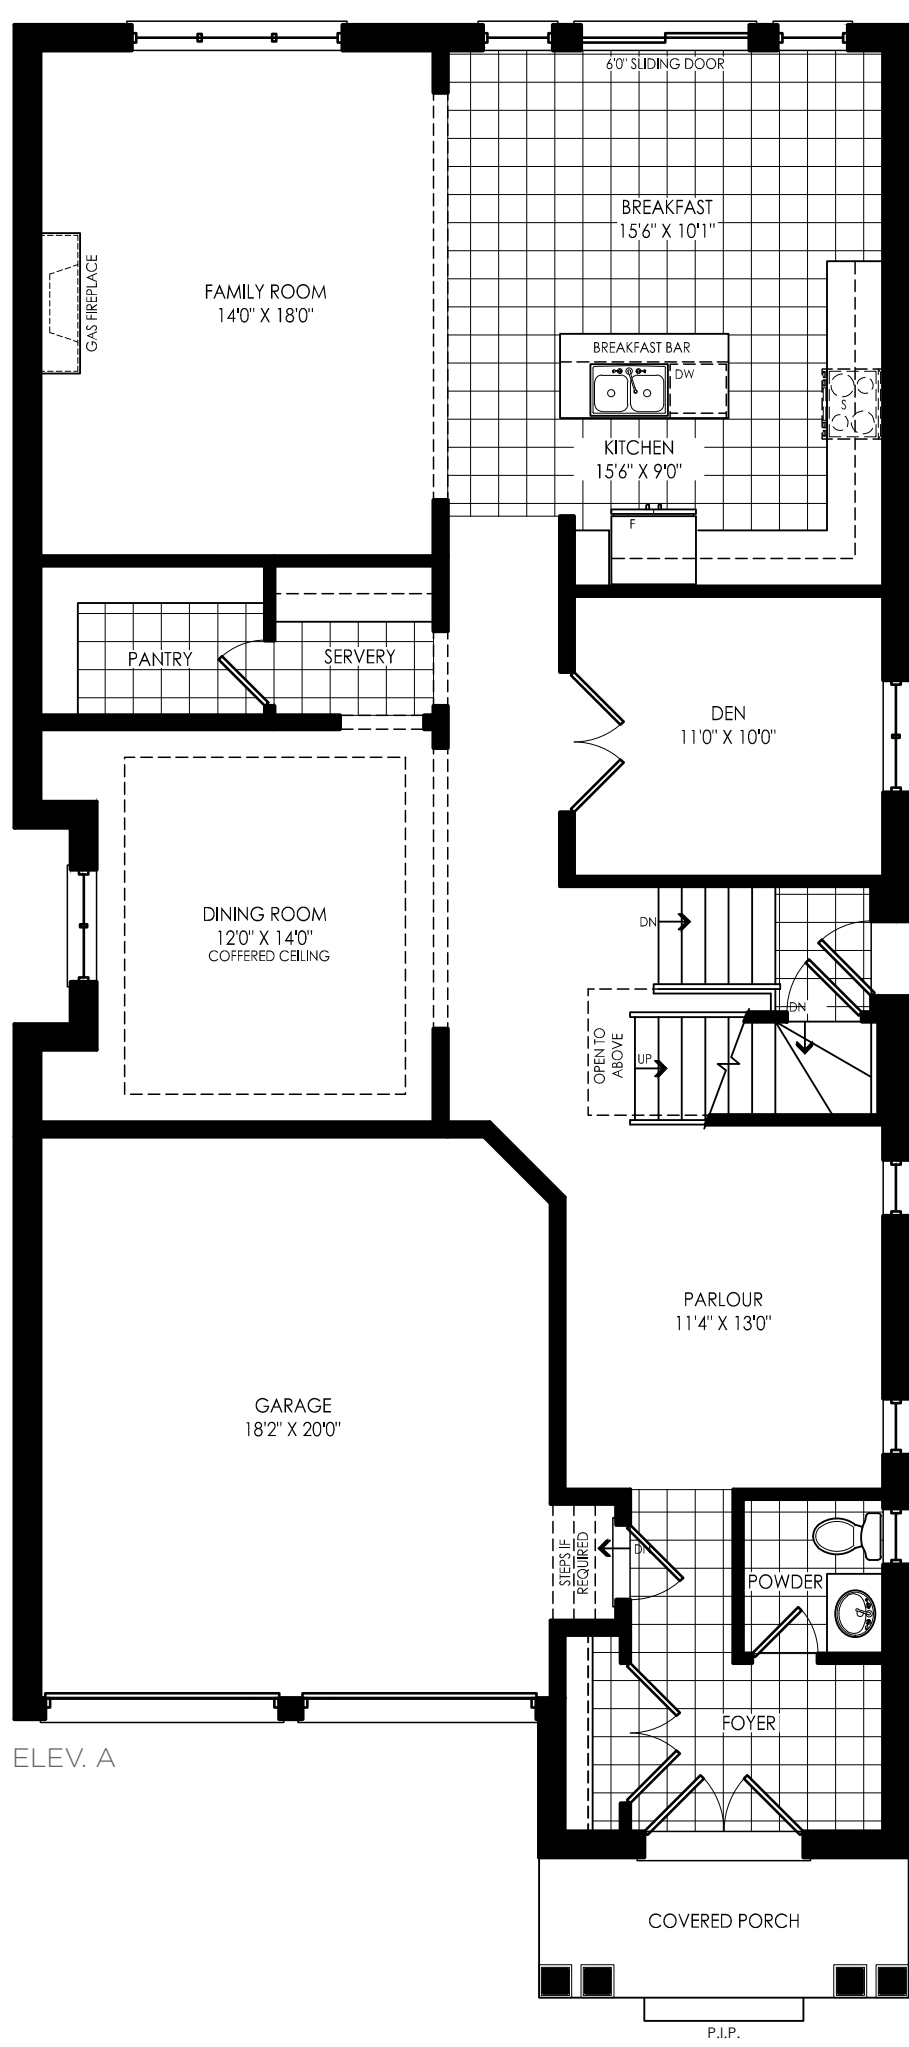 6'0" SLIDING DOOR
BREAKFAST
15'6" X 10'1"
FAMILY ROOM
14'0" X 18'0"
GAS FIREPLACE
BREAKFAST BAR
DW
S
KITCHEN
15'6" X 9'0"
F
PANTRY
SERVERY
DEN
11'0" X 10'0"
DINING ROOM
12'0" X 14'0"
COFFERED CEILING
DN
DN
OPEN TO
ABOVE
UP
PARLOUR
11'4" X 13'0"
GARAGE
18'2" X 20'0"
STEPS IF
REQUIRED
DN
POWDER
FOYER
ELEV. A
COVERED PORCH
P.I.P.